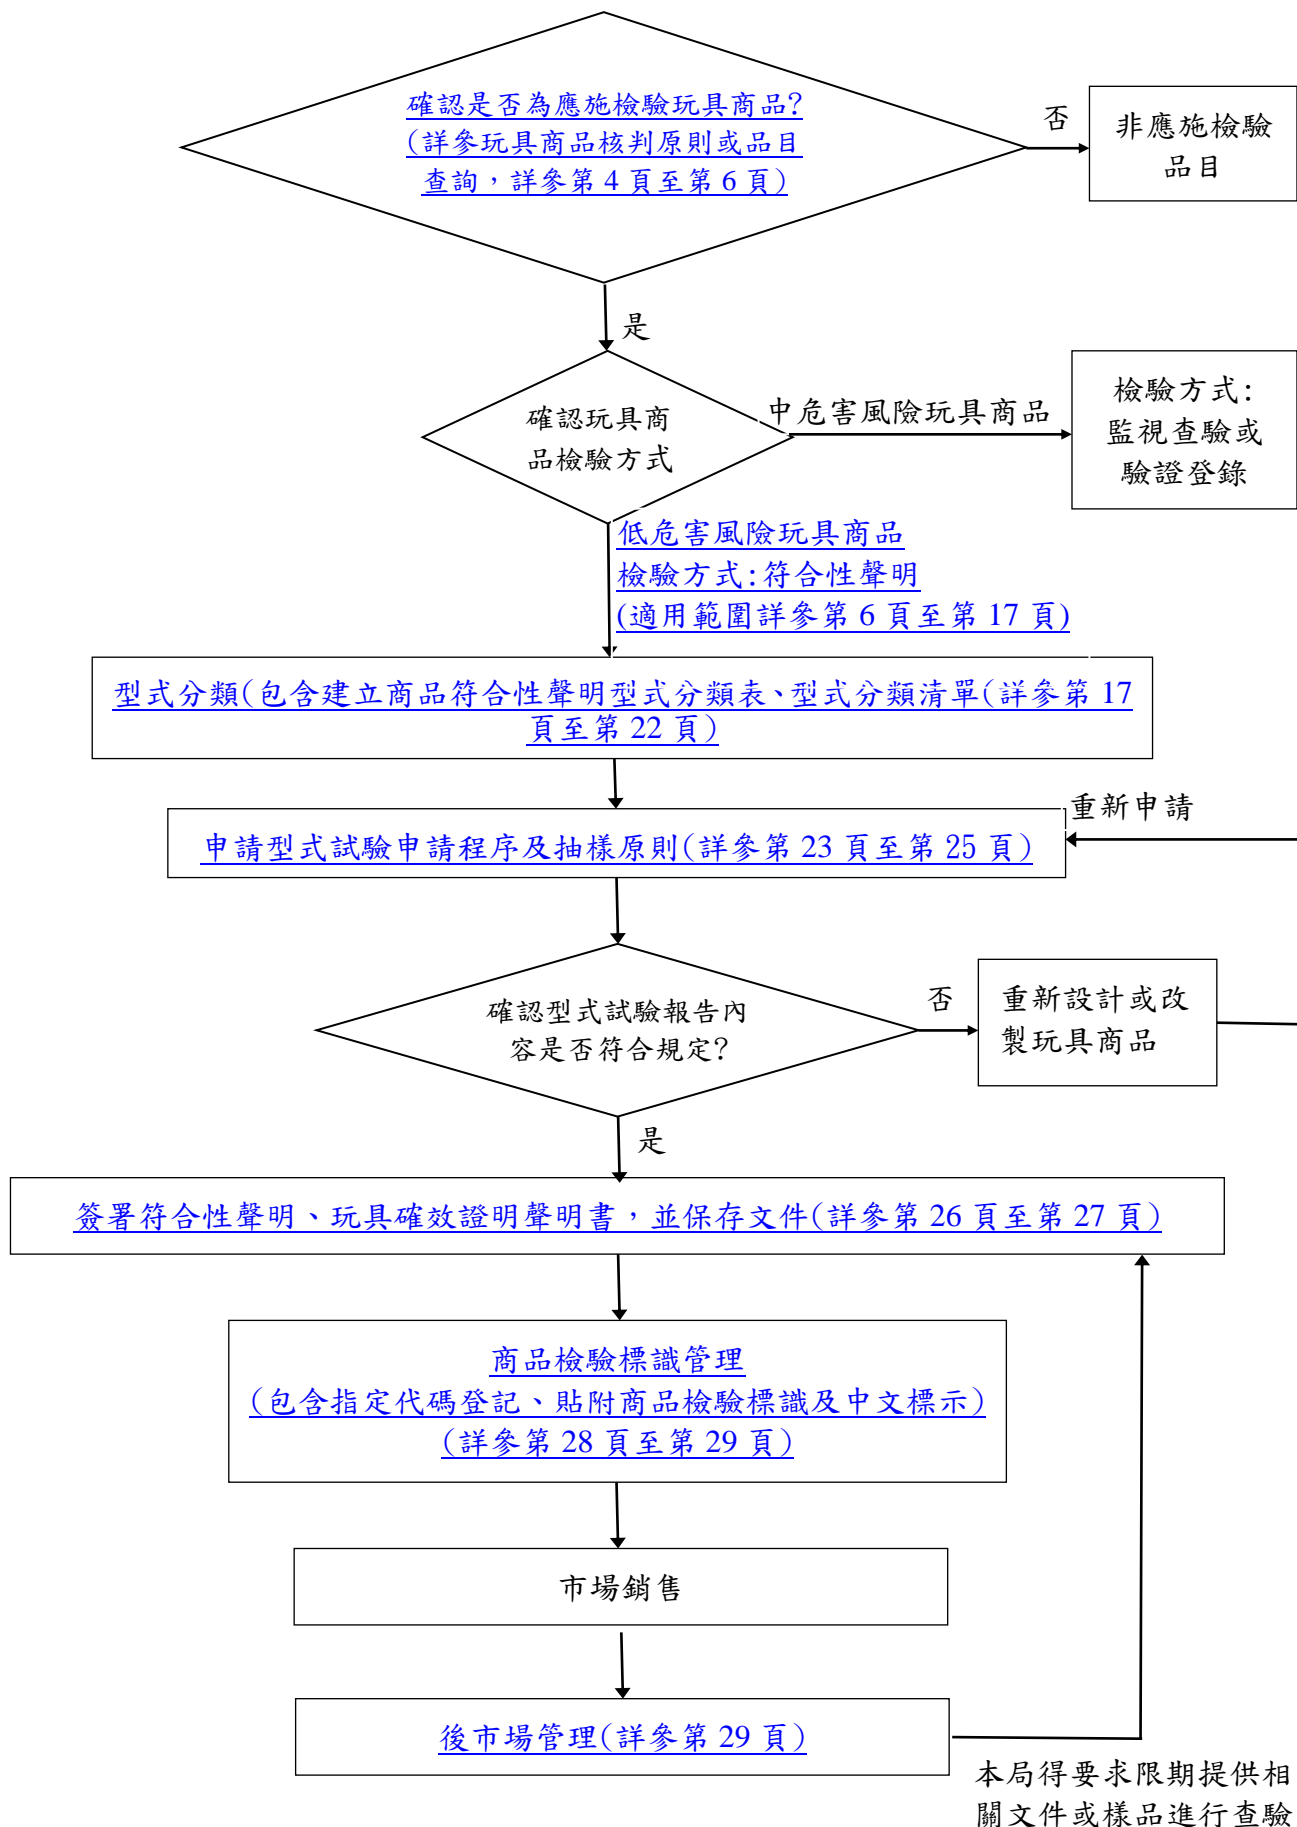 確認是否為應施檢驗玩具商品?
(詳參玩具商品核判原則或品目
查詢，詳參第 4 頁至第 6 頁)
否
非應施檢驗
品目
是
確認玩具商
品檢驗方式
中危害風險玩具商品
檢驗方式:
監視查驗或
驗證登錄
低危害風險玩具商品
檢驗方式:符合性聲明
(適用範圍詳參第 6 頁至第 17 頁)
型式分類(包含建立商品符合性聲明型式分類表、型式分類清單(詳參第 17
頁至第 22 頁)
重新申請
申請型式試驗申請程序及抽樣原則(詳參第 23 頁至第 25 頁)
確認型式試驗報告內
容是否符合規定?
否
重新設計或改
製玩具商品
是
簽署符合性聲明、玩具確效證明聲明書，並保存文件(詳參第 26 頁至第 27 頁)
商品檢驗標識管理
(包含指定代碼登記、貼附商品檢驗標識及中文標示)
(詳參第 28 頁至第 29 頁)
市場銷售
後市場管理(詳參第 29 頁)
本局得要求限期提供相
關文件或樣品進行查驗